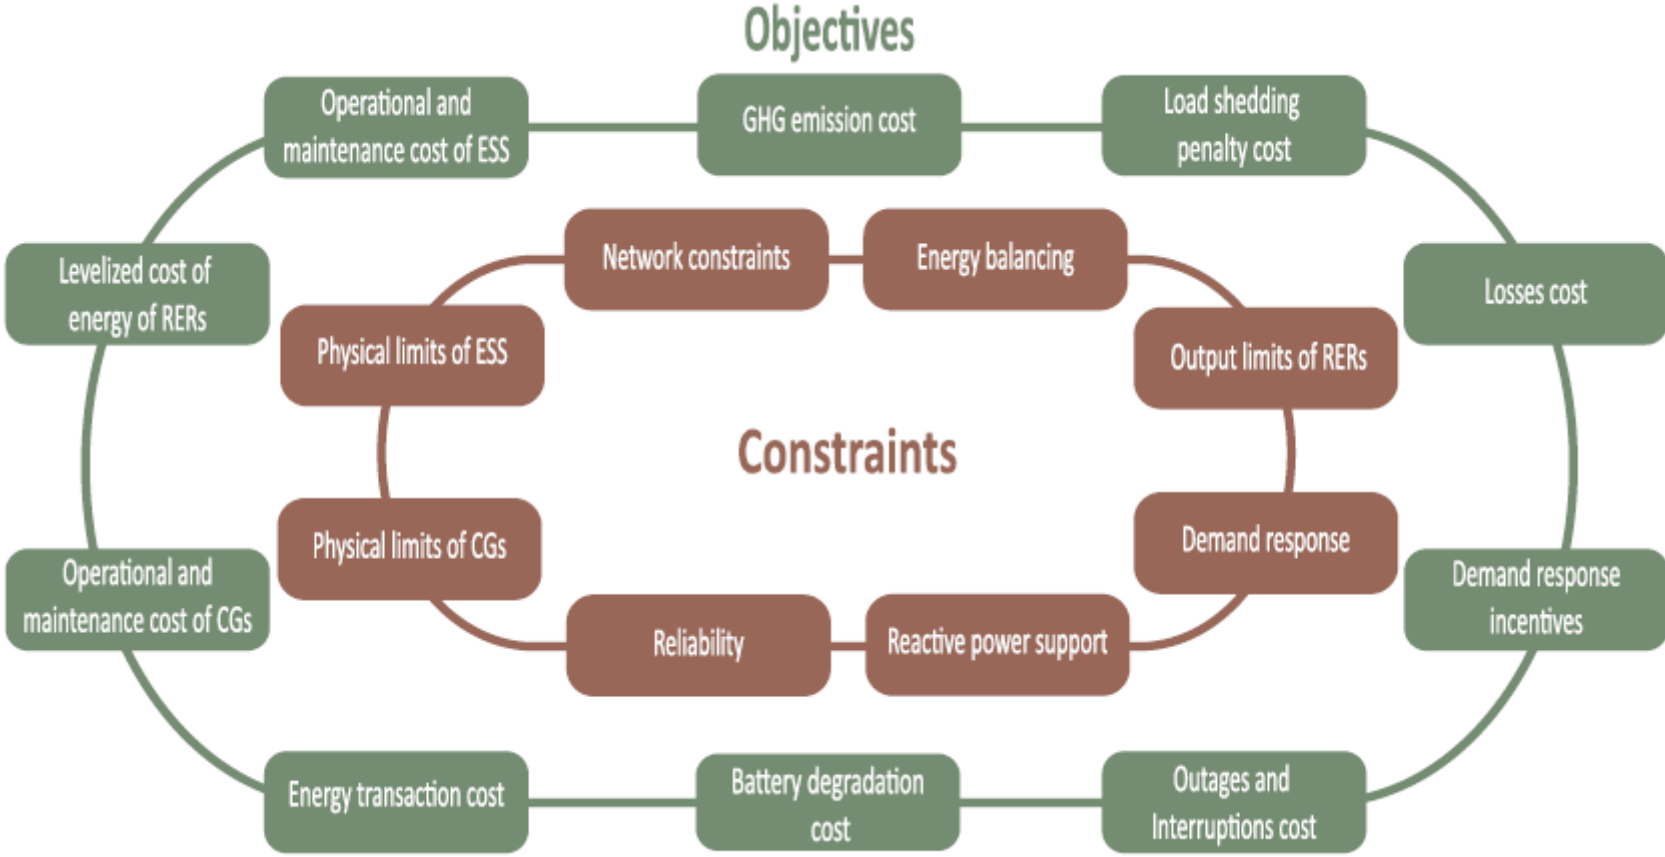 Objectives
Operational and
maintenance cost of ESS
GHG emission cost
Load shedding
penalty cost
Levelized cost of
energy of RERs
Losses cost
Operational and
maintenance cost of CGs
Demand response
incentives
Energy transaction cost
Battery degradation
cost
Outages and
Interruptions cost
Network constraints
Energy balancing
Physical limits of ESS
Output limits of RERs
Constraints
Physical limits of CGs
Demand response
Reliability
Reactive power support